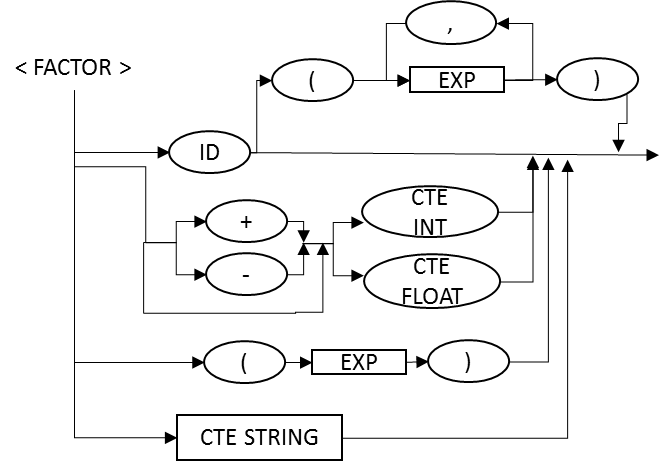 ,
< FACTOR >
(
EXP
)
ID
+
CTE
INT
-
CTE
FLOAT
(
EXP
)
CTE STRING